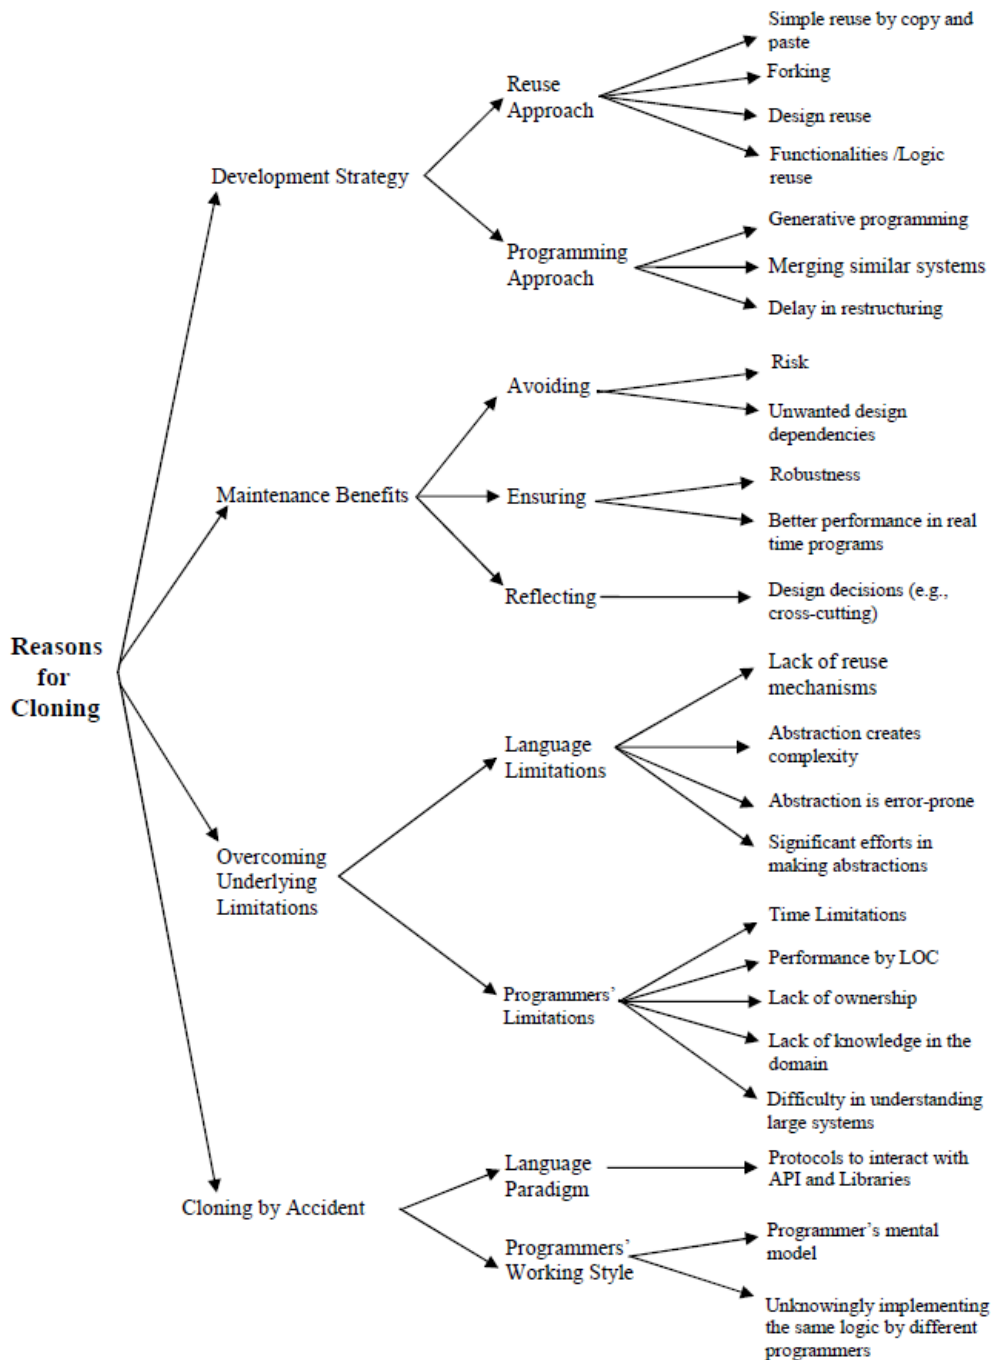 Simple reuse by copy and
paste
Forking
Design reuse
Functionalities /Logic
reuse
Reuse
Approach
Development Strategy
Generative programming
Merging similar systems
Delay in restructuring
Programming
Approach
Risk
Unwanted design
dependencies
Avoiding
Robustness
Better performance in real
time programs
Maintenance Benefits
Ensuring
Design decisions (e.g.,
cross-cutting)
Reflecting
Reasons
for
Cloning
Lack of reuse
mechanisms
Abstraction creates
complexity
Abstraction is error-prone
Significant efforts in
making abstractions
Language
Limitations
Overcoming
Underlying
Limitations
Time Limitations
Performance by LOC
Lack of ownership
Lack of knowledge in the
domain
Difficulty in understanding
large systems
Programmers'
Limitations
Protocols to interact with
API and Libraries
Language
Paradigm
Cloning by Accident
Programmer's mental
model
Unknowingly implementing
the same logic by different
programmers
Programmers'
Working Style